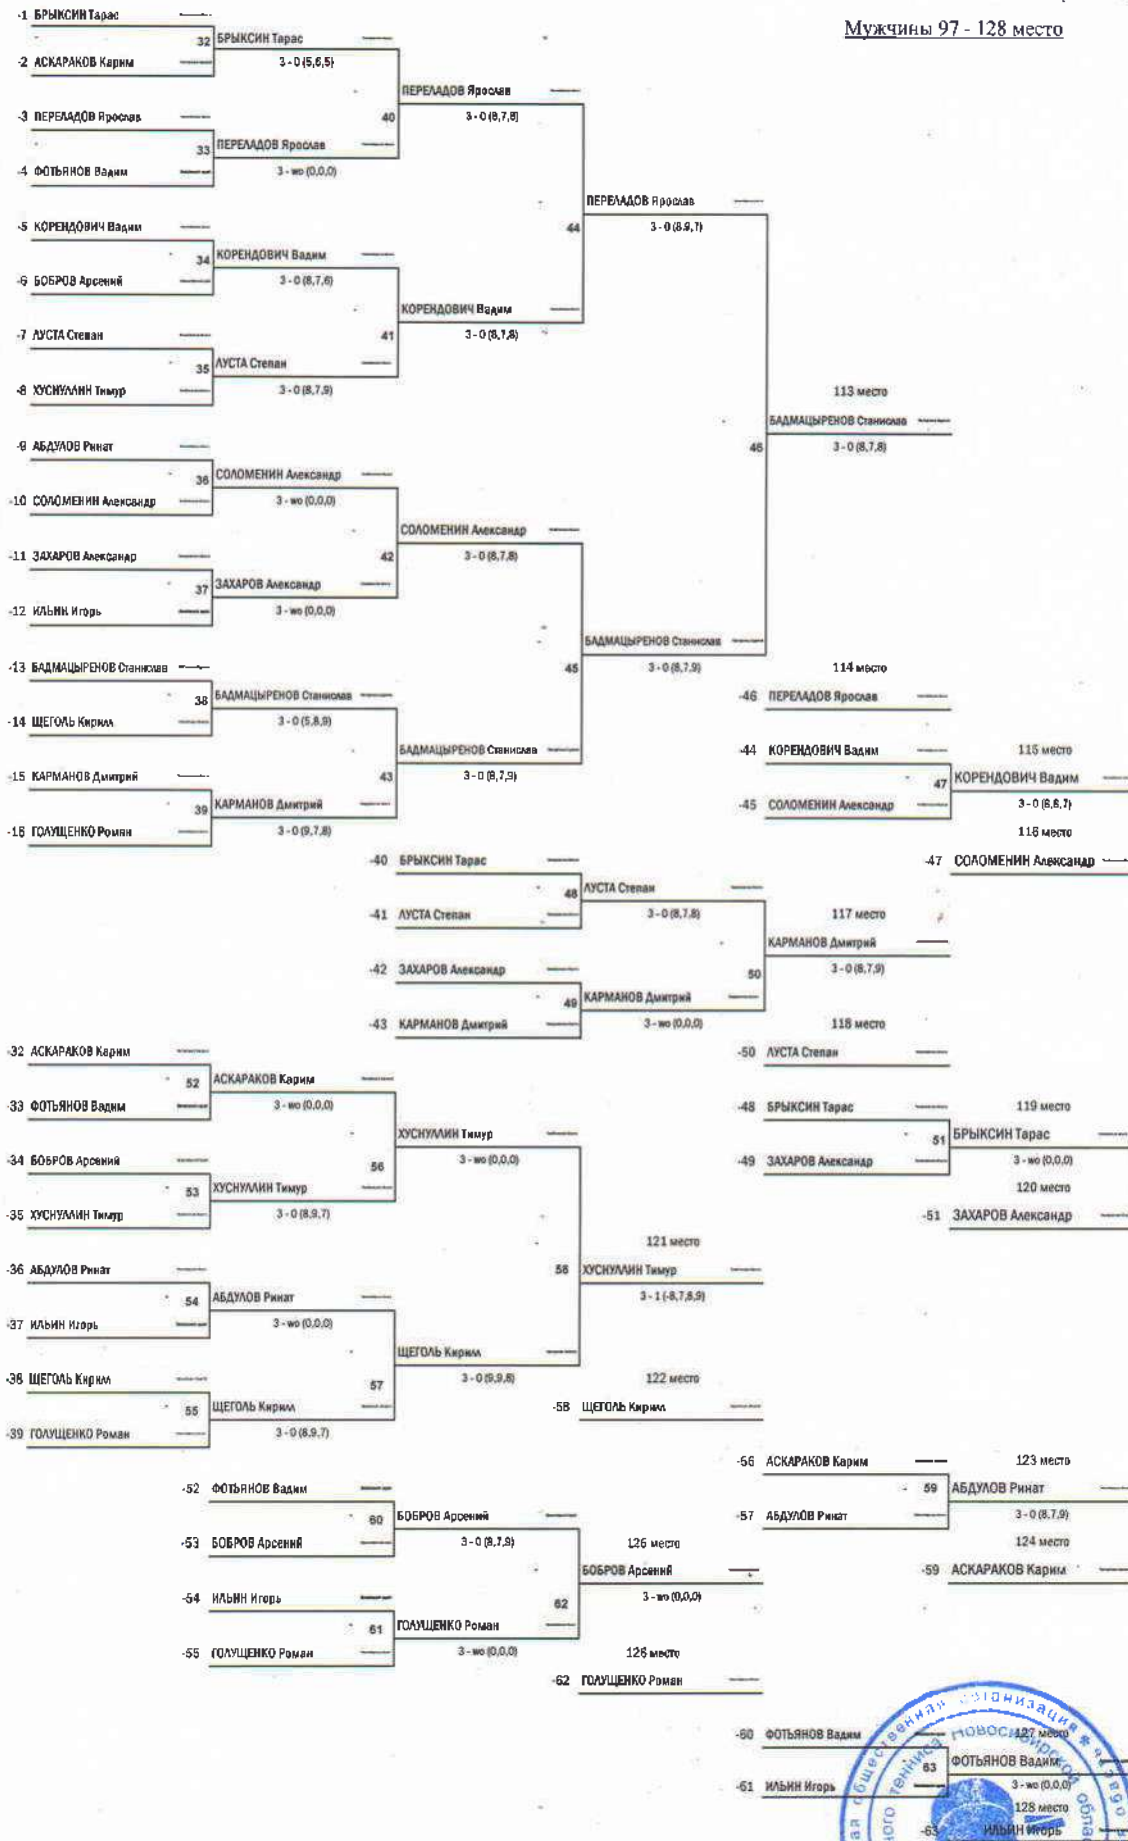 Мужчины 97 - 128 место
-1 БРЫКСИН Тарас
32 БРЫКСИН Тарас
-2 АСКАРАКОВ Карим
3 - 0 (5,6,5)
ПЕРЕЛАДОВ Ярослав
-3 ПЕРЕЛАДОВ Ярослав
40
3 - 0 (8,7,8)
33 ПЕРЕЛАДОВ Ярослав
-4 ФОТЬЯНОВ Вадим
3 - wo (0,0,0)
ПЕРЕЛАДОВ Ярослав
-5 КОРЕНДОВИЧ Вадим
44
3 - 0 (8,9,7)
34 КОРЕНДОВИЧ Вадим
-6 БОБРОВ Арсений
3 - 0 (8,7,6)
КОРЕНДОВИЧ Вадим
-7 ЛУСТА Степан
41
3 - 0 (8,7,8)
35 ЛУСТА Степан
-8 ХУСНУЛЛИН Тимур
3 - 0 (8,7,9)
113 место
БАДМАЦЫРЕНОВ Станислав
-9 АБДУЛОВ Ринат
46
3 - 0 (8,7,8)
36 СОЛОМЕНИН Александр
-10 СОЛОМЕНИН Александр
3 - wo (0,0,0)
СОЛОМЕНИН Александр
-11 ЗАХАРОВ Александр
42
3 - 0 (8,7,8)
37 ЗАХАРОВ Александр
-12 ИЛЬИН Игорь
3 - wo (0,0,0)
БАДМАЦЫРЕНОВ Станислав
-13 БАДМАЦЫРЕНОВ Станислав
45
3 - 0 (8,7,9)
114 место
38 БАДМАЦЫРЕНОВ Станислав
-46 ПЕРЕЛАДОВ Ярослав
-14 ЩЕГОЛЬ Кирилл
3 - 0 (5,8,9)
БАДМАЦЫРЕНОВ Станислав
-44 КОРЕНДОВИЧ Вадим
115 место
-15 КАРМАНОВ Дмитрий
43
3 - 0 (8,7,9)
47 КОРЕНДОВИЧ Вадим
39 КАРМАНОВ Дмитрий
-45 СОЛОМЕНИН Александр
3 - 0 (8,8,7)
-16 ГОЛУЩЕНКО Роман
3 - 0 (9,7,8)
116 место
-40 БРЫКСИН Тарас
-47 СОЛОМЕНИН Александр
48 ЛУСТА Степан
-41 ЛУСТА Степан
3 - 0 (8,7,8)
117 место
КАРМАНОВ Дмитрий
-42 ЗАХАРОВ Александр
50
3 - 0 (8,7,9)
49 КАРМАНОВ Дмитрий
-43 КАРМАНОВ Дмитрий
3 - wo (0,0,0)
118 место
-50 ЛУСТА Степан
-32 АСКАРАКОВ Карим
52 АСКАРАКОВ Карим
-33 ФОТЬЯНОВ Вадим
3 - wo (0,0,0)
-48 БРЫКСИН Тарас
119 место
ХУСНУЛЛИН Тимур
51 БРЫКСИН Тарас
-34 БОБРОВ Арсений
56
3 - wo (0,0,0)
-49 ЗАХАРОВ Александр
3 - wo (0,0,0)
53 ХУСНУЛЛИН Тимур
120 место
-35 ХУСНУЛЛИН Тимур
3 - 0 (8,9,7)
-51 ЗАХАРОВ Александр
121 место
-36 АБДУЛОВ Ринат
58 ХУСНУЛЛИН Тимур
54 АБДУЛОВ Ринат
3 - 1 (-8,7,8,9)
-37 ИЛЬИН Игорь
3 - wo (0,0,0)
ЩЕГОЛЬ Кирилл
-38 ЩЕГОЛЬ Кирилл
57
3 - 0 (9,9,8)
122 место
55 ЩЕГОЛЬ Кирилл
-58 ЩЕГОЛЬ Кирилл
-39 ГОЛУЩЕНКО Роман
3 - 0 (8,9,7)
-56 АСКАРАКОВ Карим
123 место
-52 ФОТЬЯНОВ Вадим
59 АБДУЛОВ Ринат
60 БОБРОВ Арсений
-57 АБДУЛОВ Ринат
3 - 0 (8,7,9)
-53 БОБРОВ Арсений
3 - 0 (8,7,9)
125 место
124 место
БОБРОВ Арсений
-59 АСКАРАКОВ Карим
-54 ИЛЬИН Игорь
62
3 - wo (0,0,0)
61 ГОЛУЩЕНКО Роман
-55 ГОЛУЩЕНКО Роман
3 - wo (0,0,0)
126 место
-62 ГОЛУЩЕНКО Роман
-60 ФОТЬЯНОВ Вадим
127 место
63 ФОТЬЯНОВ Вадим
-61 ИЛЬИН Игорь
3 - wo (0,0,0)
128 место
-63 ИЛЬИН Игорь
общественная организация
тенниса Новосибирской